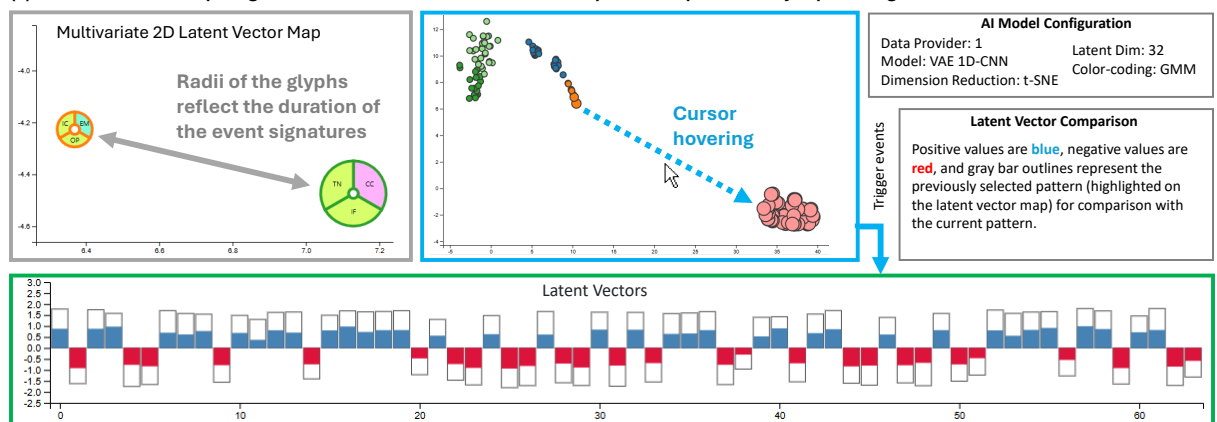 Multivariate 2D Latent Vector Map
Radii of the glyphs
reflect the duration of
the event signatures
-4.0
-4.2
-4.4
-4.6
6.4
6.6
6.8
7.0
7.2
IC
EM
OP
TN
CC
IF
12
10
8
6
4
2
0
-2
-4
-5
0
5
10
15
20
25
30
35
40
Cursor
hovering
Trigger events
AI Model Configuration
Data Provider: 1
Model: VAE 1D-CNN
Dimension Reduction: t-SNE
Latent Dim: 32
Color-coding: GMM
Latent Vector Comparison
Positive values are blue, negative values are
red, and gray bar outlines represent the
previously selected pattern (highlighted on
the latent vector map) for comparison with
the current pattern.
Latent Vectors
3.0
2.5
2.0
1.5
1.0
0.5
0.0
-0.5
-1.0
-1.5
-2.0
-2.5
0
10
20
30
40
50
60